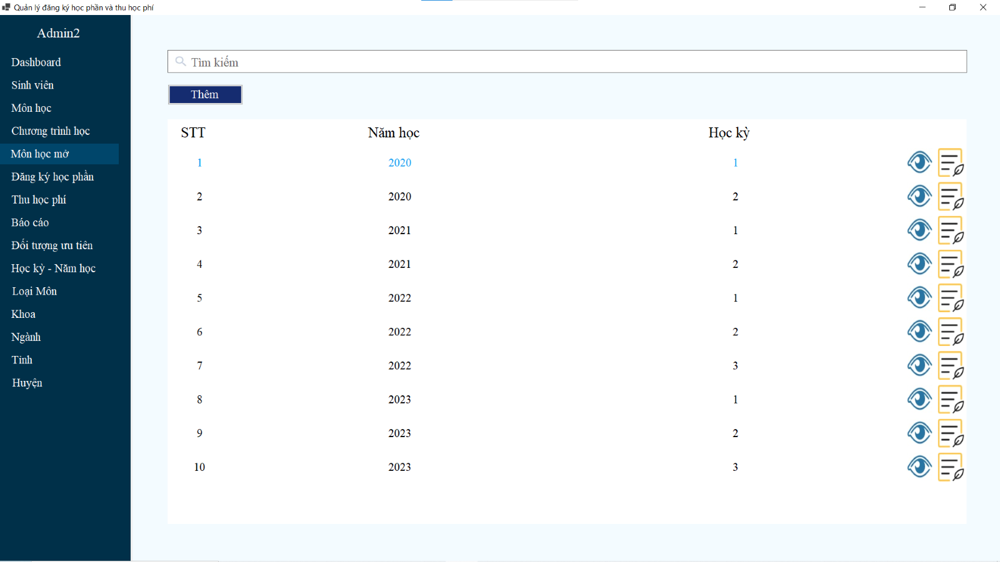 Quản lý đăng ký học phần và thu học phí
Admin2
Dashboard
Sinh viên
Môn học
Chương trình học
Môn học mở
Đăng ký học phần
Thu học phí
Báo cáo
Đối tượng ưu tiên
Học kỳ - Năm học
Loại Môn
Khoa
Ngành
Tỉnh
Huyện
Tìm kiếm
Thêm
STT Năm học Học kỳ
1 2020 1
2 2020 2
3 2021 1
4 2021 2
5 2022 1
6 2022 2
7 2022 3
8 2023 1
9 2023 2
10 2023 3